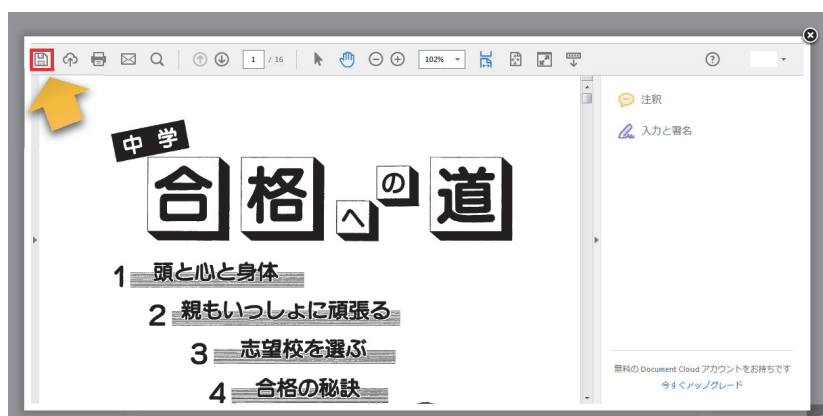 1 / 16
102%
注釈
入力と署名
中学
合格への道
1 頭と心と身体
2 親もいっしょに頑張る
3 志望校を選ぶ
4 合格の秘訣
無料の Document Cloud アカウントをお持ちです
今すぐアップグレード